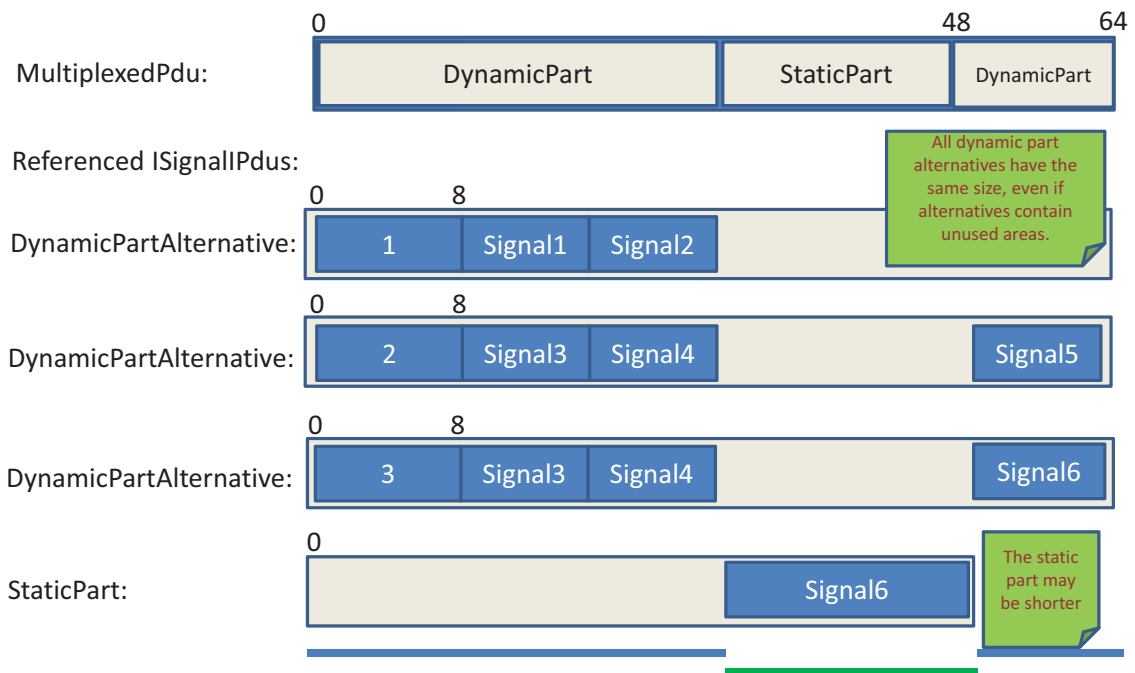 0 48 64
MultiplexedPdu: DynamicPart StaticPart DynamicPart
Referenced ISignalIPdus:
All dynamic part
alternatives have the
same size, even if
alternatives contain
unused areas.
0 8
DynamicPartAlternative: 1 Signal1 Signal2
0 8
DynamicPartAlternative: 2 Signal3 Signal4 Signal5
0 8
DynamicPartAlternative: 3 Signal3 Signal4 Signal6
0
StaticPart: Signal6
The static
part may
be shorter